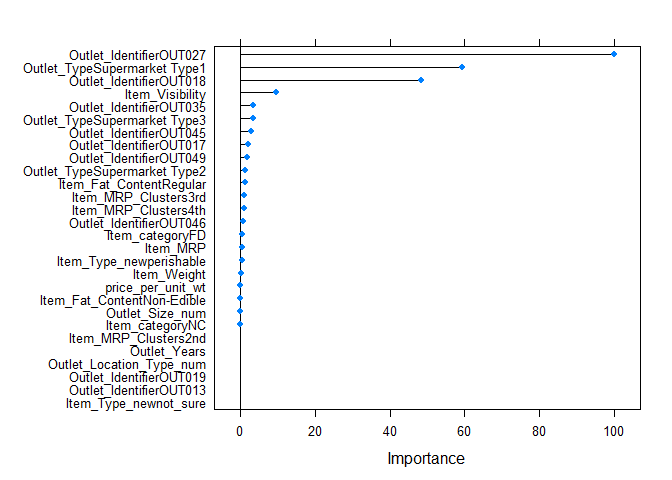 Outlet_IdentifierOUT027
Outlet_TypeSupermarket Type1
Outlet_IdentifierOUT018
Item_Visibility
Outlet_IdentifierOUT035
Outlet_TypeSupermarket Type3
Outlet_IdentifierOUT045
Outlet_IdentifierOUT017
Outlet_IdentifierOUT049
Outlet_TypeSupermarket Type2
Item_Fat_ContentRegular
Item_MRP_Clusters3rd
Item_MRP_Clusters4th
Outlet_IdentifierOUT046
Item_categoryFD
Item_MRP
Item_Type_newperishable
Item_Weight
price_per_unit_wt
Item_Fat_ContentNon-Edible
Outlet_Size_num
Item_categoryNC
Item_MRP_Clusters2nd
Outlet_Years
Outlet_Location_Type_num
Outlet_IdentifierOUT019
Outlet_IdentifierOUT013
Item_Type_newnot_sure
0 20 40 60 80 100
Importance